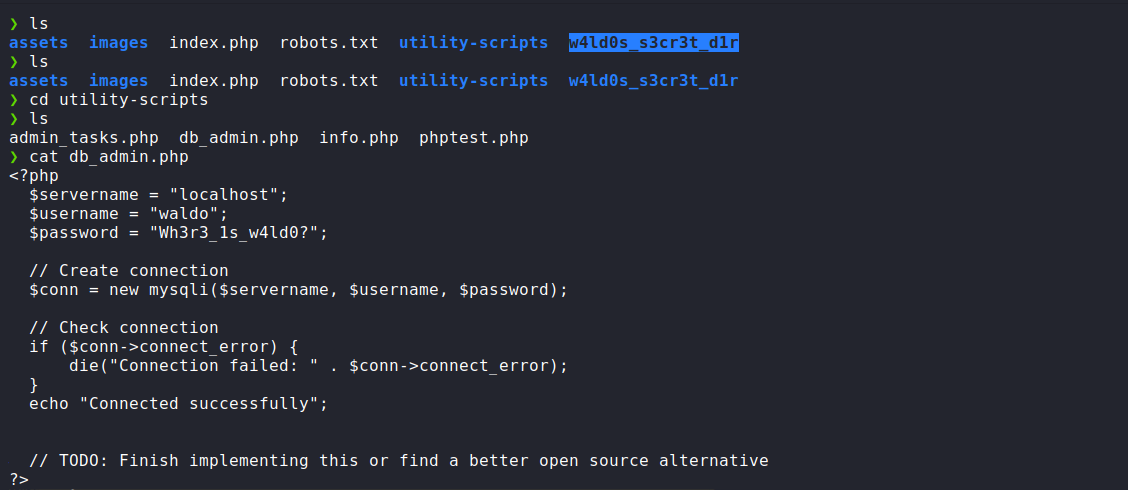 ❯ ls
assets  images  index.php  robots.txt  utility-scripts  w4ld0s_s3cr3t_d1r
❯ ls
assets  images  index.php  robots.txt  utility-scripts  w4ld0s_s3cr3t_d1r
❯ cd utility-scripts
❯ ls
admin_tasks.php  db_admin.php  info.php  phptest.php
❯ cat db_admin.php
<?php
  $servername = "localhost";
  $username = "waldo";
  $password = "Wh3r3_1s_w4ld0?";

  // Create connection
  $conn = new mysqli($servername, $username, $password);

  // Check connection
  if ($conn->connect_error) {
      die("Connection failed: " . $conn->connect_error);
  }
  echo "Connected successfully";


  // TODO: Finish implementing this or find a better open source alternative
?>